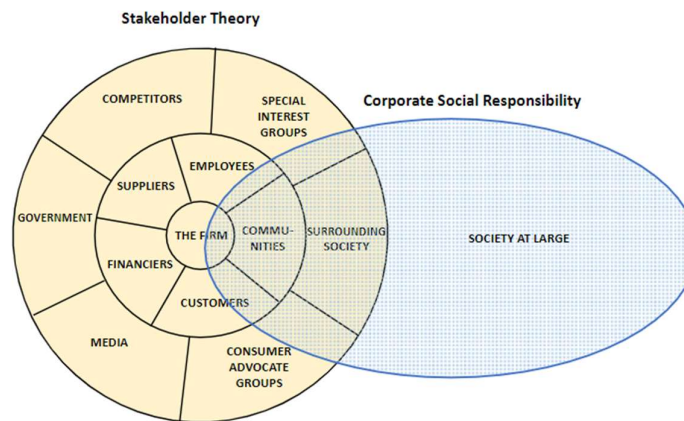 Stakeholder Theory
Corporate Social Responsibility
COMPETITORS
SPECIAL
INTEREST
GROUPS
EMPLOYEES
SUPPLIERS
GOVERNMENT
THE FIRM
COMMU-
NITIES
SURROUNDING
SOCIETY
SOCIETY AT LARGE
FINANCIERS
CUSTOMERS
MEDIA
CONSUMER
ADVOCATE
GROUPS